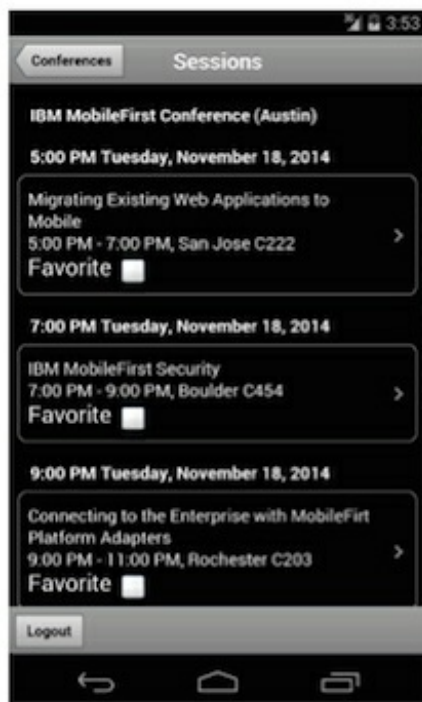 3:53
Conferences
Sessions
IBM MobileFirst Conference (Austin)
5:00 PM Tuesday, November 18, 2014
Migrating Existing Web Applications to
Mobile
5:00 PM - 7:00 PM, San Jose C222
Favorite
7:00 PM Tuesday, November 18, 2014
IBM MobileFirst Security
7:00 PM - 9:00 PM, Boulder C454
Favorite
9:00 PM Tuesday, November 18, 2014
Connecting to the Enterprise with MobileFirt
Platform Adapters
9:00 PM - 11:00 PM, Rochester C203
Favorite
Logout